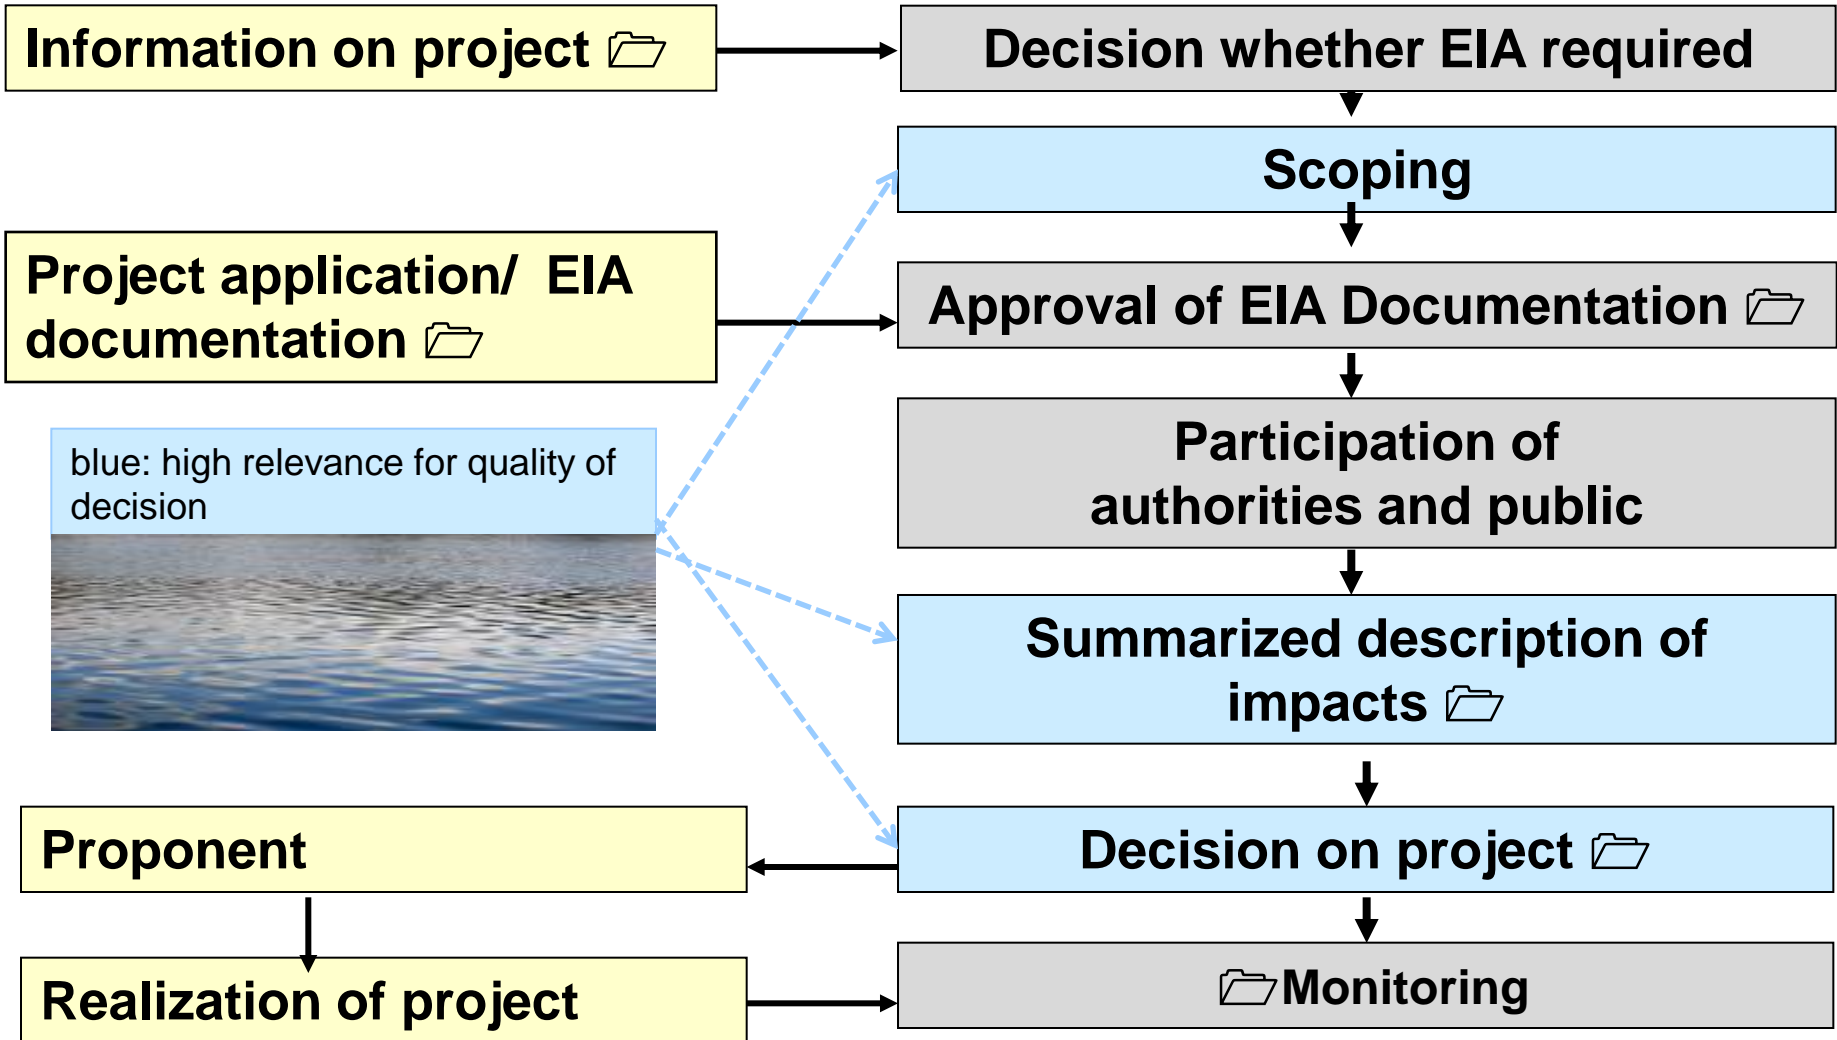 Information on project
Decision whether EIA required
Scoping
Project application/ EIA
documentation
Approval of EIA Documentation
blue: high relevance for quality of
decision
Participation of
authorities and public
Summarized description of
impacts
Proponent
Decision on project
Realization of project
Monitoring